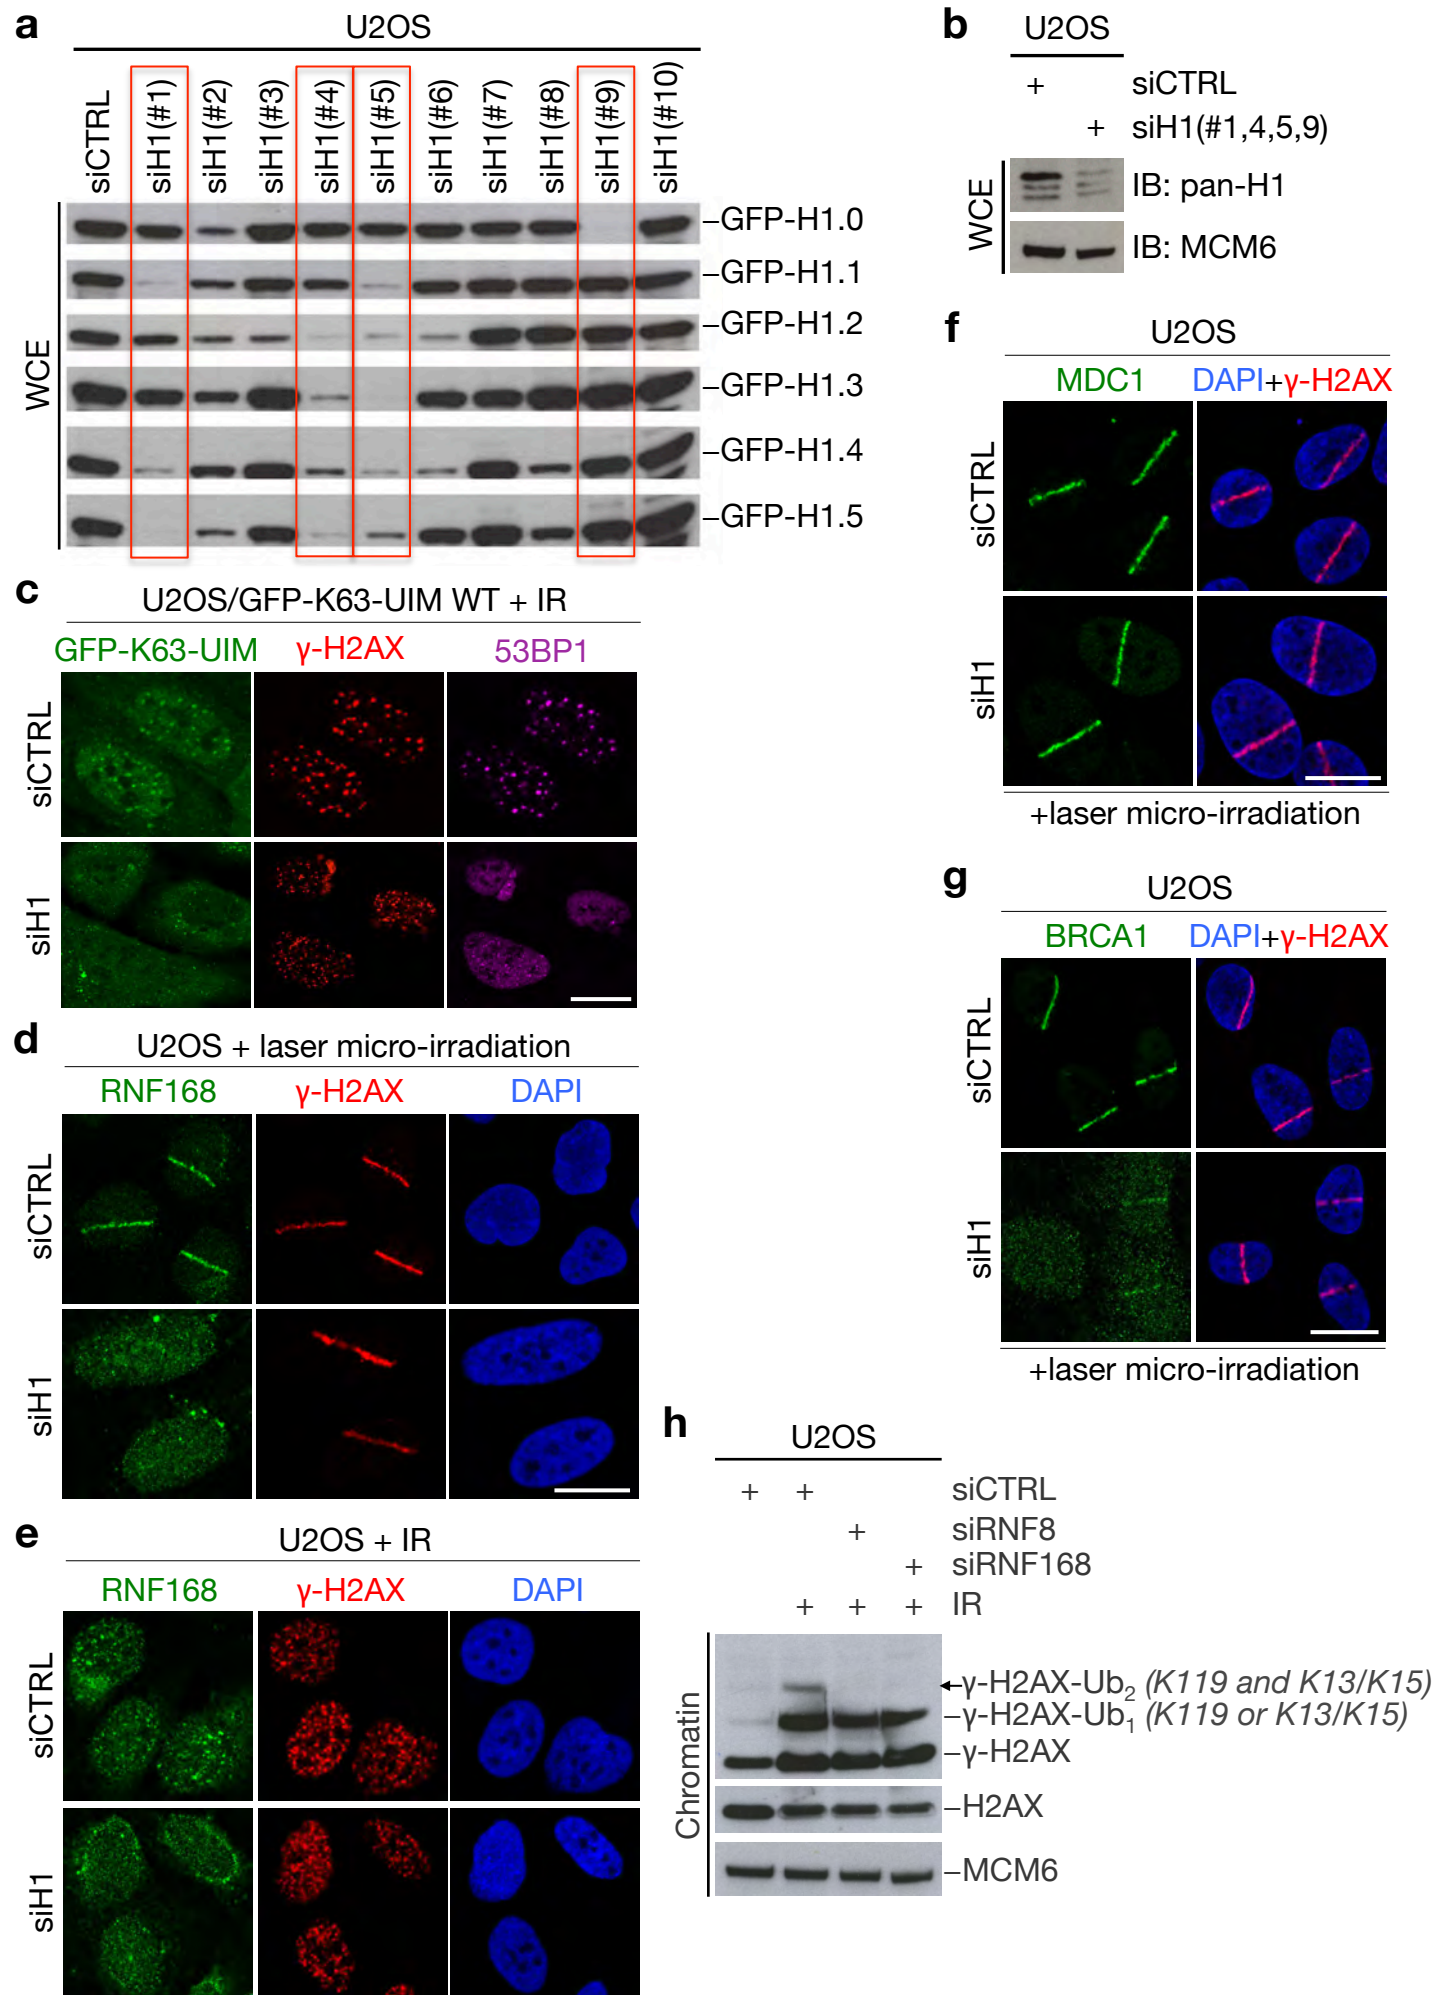 a
U2OS
siCTRL
siH1(#1)
siH1(#2)
siH1(#3)
siH1(#4)
siH1(#5)
siH1(#6)
siH1(#7)
siH1(#8)
siH1(#9)
siH1(#10)
WCE
–GFP-H1.0
–GFP-H1.1
–GFP-H1.2
–GFP-H1.3
–GFP-H1.4
–GFP-H1.5
b
U2OS
+ siCTRL
+ siH1(#1,4,5,9)
WCE
IB: pan-H1
IB: MCM6
c
U2OS/GFP-K63-UIM WT + IR
GFP-K63-UIM γ-H2AX 53BP1
siCTRL
siH1
d
U2OS + laser micro-irradiation
RNF168 γ-H2AX DAPI
siCTRL
siH1
e
U2OS + IR
RNF168 γ-H2AX DAPI
siCTRL
siH1
f
U2OS
MDC1 DAPI+γ-H2AX
siCTRL
siH1
+laser micro-irradiation
g
U2OS
BRCA1 DAPI+γ-H2AX
siCTRL
siH1
+laser micro-irradiation
h
U2OS
+ + siCTRL
+ siRNF8
+ siRNF168
+ + + IR
Chromatin
γ-H2AX-Ub₂ (K119 and K13/K15)
–γ-H2AX-Ub₁ (K119 or K13/K15)
–γ-H2AX
–H2AX
–MCM6